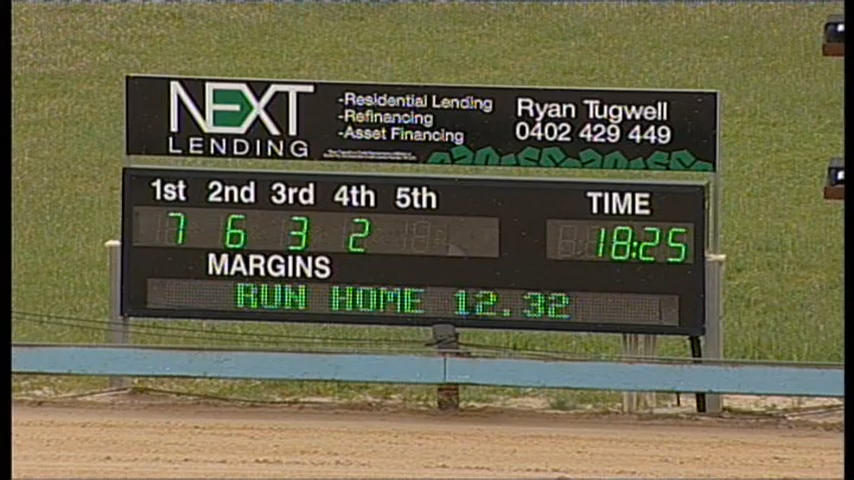 NEXT
LENDING
-Residential Lending
-Refinancing
-Asset Financing
Ryan Tugwell
0402 429 449
1st 2nd 3rd 4th 5th TIME
7 6 3 2 18:25
MARGINS
RUN HOME 12.32